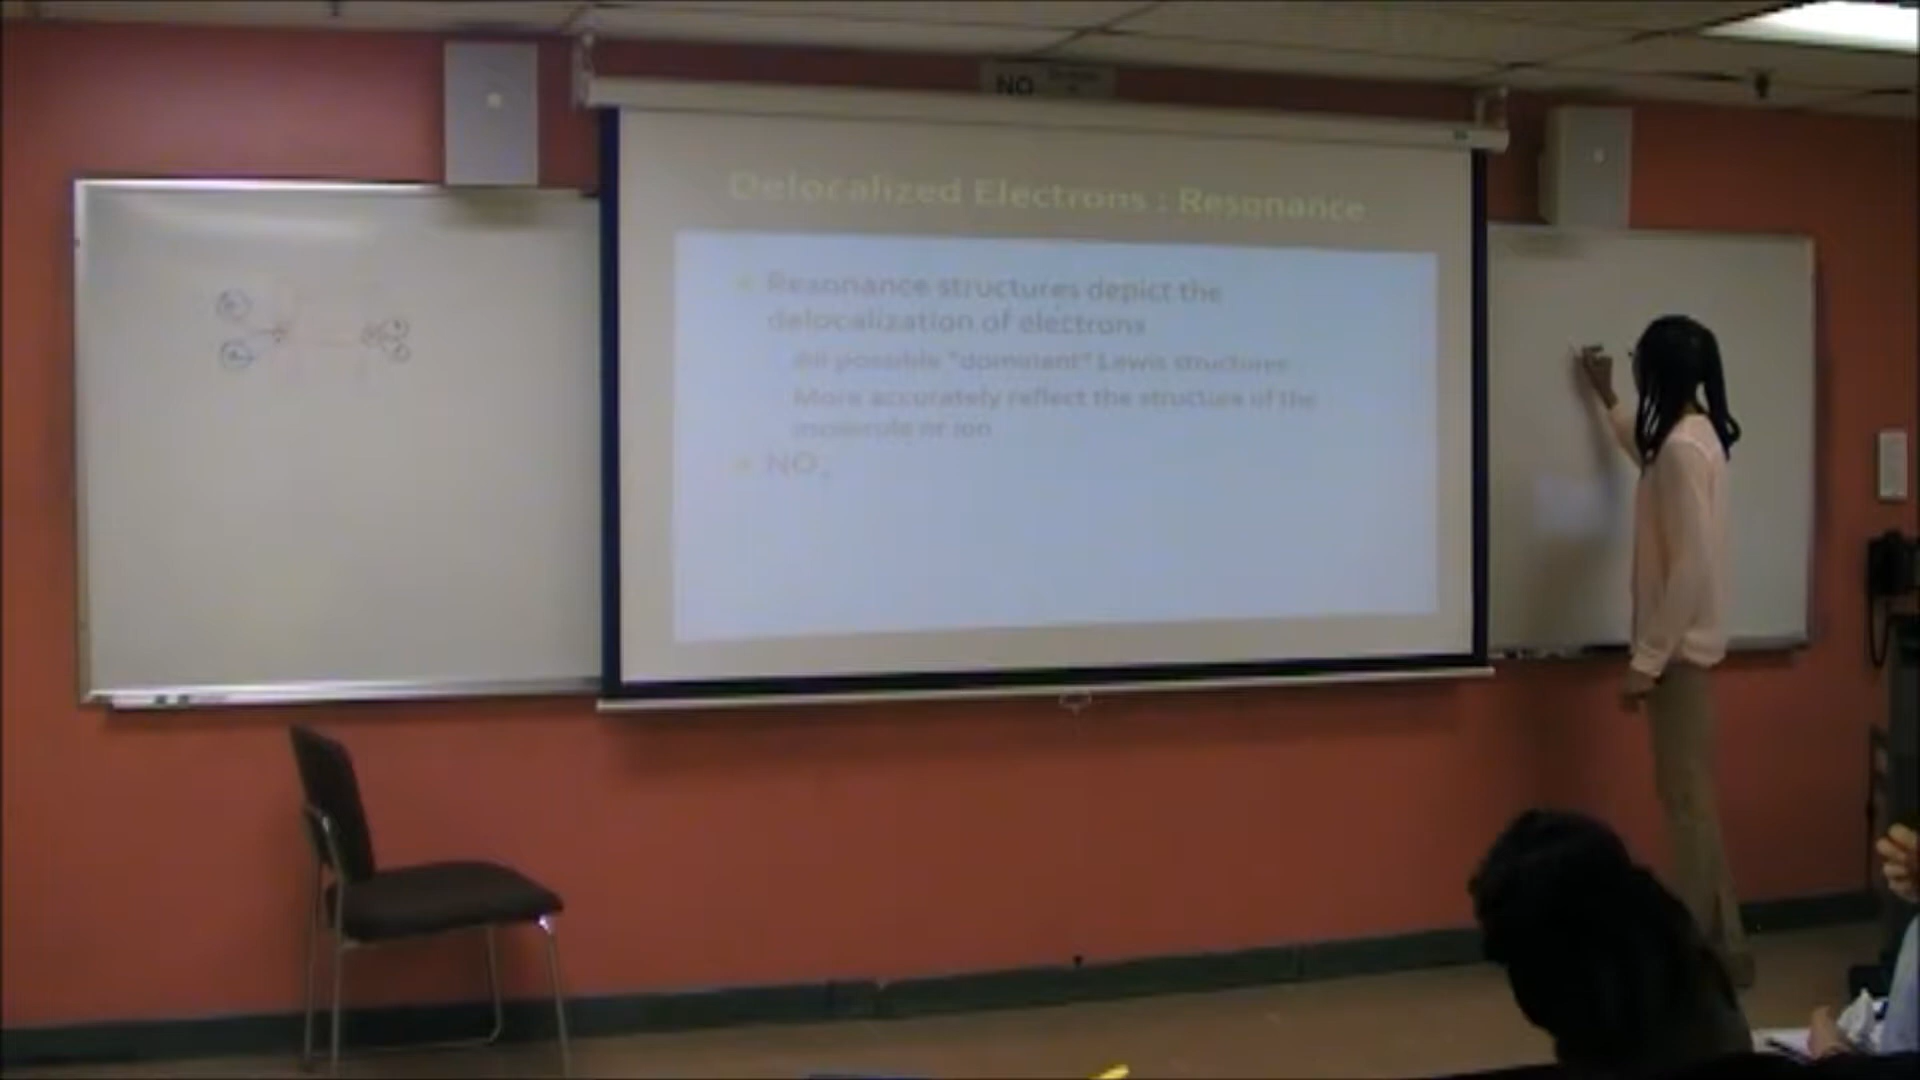 NO
Delocalized Electrons : Resonance
Resonance structures depict the
delocalization of electrons
All possible "dominant" Lewis structures
More accurately reflect the structure of the
molecule or ion
NO₂